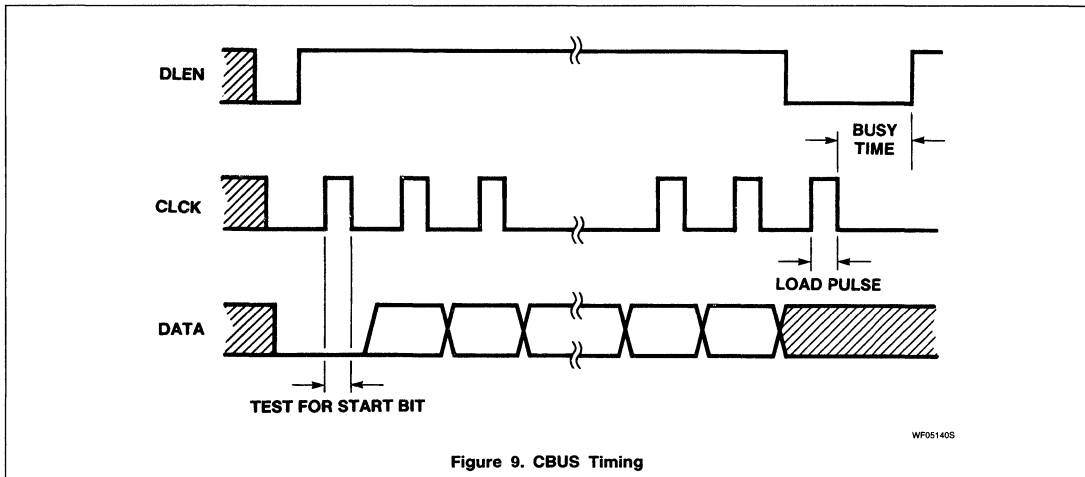 DLEN
BUSY
TIME
CLCK
LOAD PULSE
DATA
TEST FOR START BIT
WF05140S
Figure 9. CBUS Timing